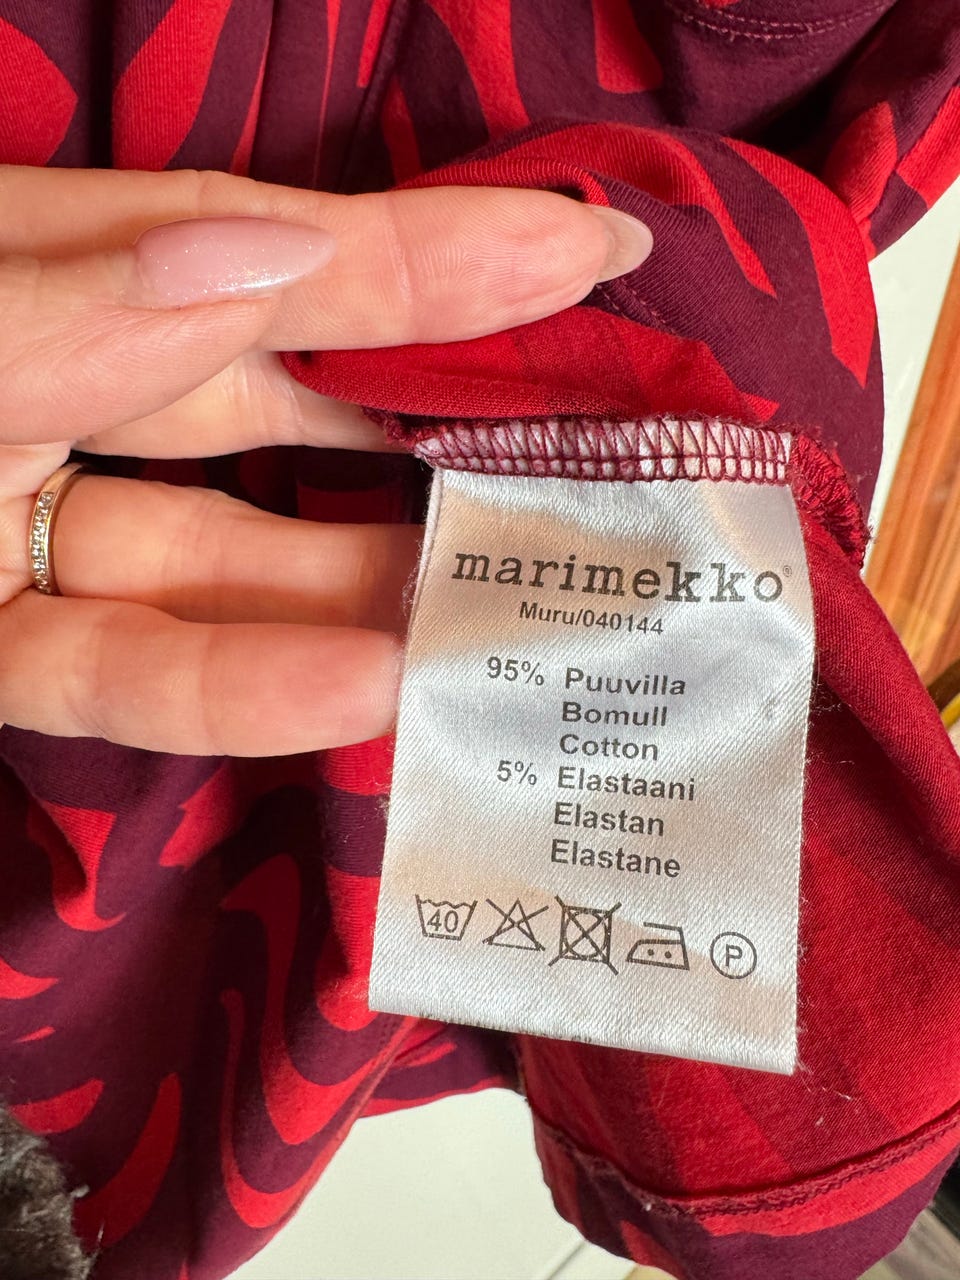 marimekko®
Muru/040144
95% Puuvilla
Bomull
Cotton
5% Elastaani
Elastan
Elastane
40
P